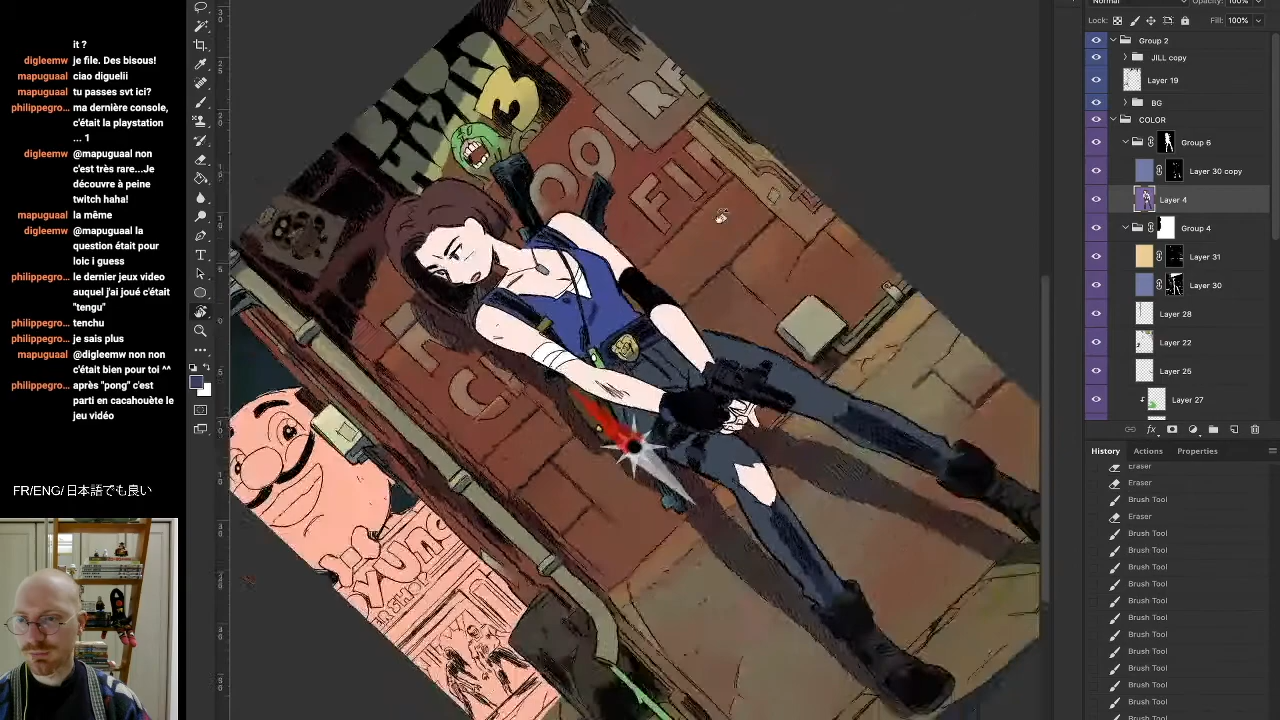 it ?
digleemw je file. Des bisous!
mapuguaal ciao diguelii
mapuguaal tu passes svt ici?
philippegro... ma dernière console,
c'était la playstation
... 1
digleemw @mapuguaal non
c'est très rare...Je
découvre à peine
twitch haha!
mapuguaal la même
digleemw @mapuguaal la
question était pour
loic i guess
philippegro... le dernier jeux video
auquel j'ai joué c'était
"tengu"
philippegro... tenchu
philippegro... je sais plus
mapuguaal @digleemw non non
c'était bien pour toi ^^
philippegro... après "pong" c'est
parti en cacahouète le
jeu vidéo
FR/ENG/日本語でも良い
3
Normal
Opacity: 100%
Lock:
Fill: 100%
Group 2
JILL copy
Layer 19
BG
COLOR
Group 6
Layer 30 copy
Layer 4
Group 4
Layer 31
Layer 30
Layer 28
Layer 22
Layer 25
Layer 27
fx
History Actions Properties
Eraser
Eraser
Brush Tool
Eraser
Brush Tool
Brush Tool
Brush Tool
Brush Tool
Brush Tool
Brush Tool
Brush Tool
Brush Tool
Brush Tool
Brush Tool
Brush Tool